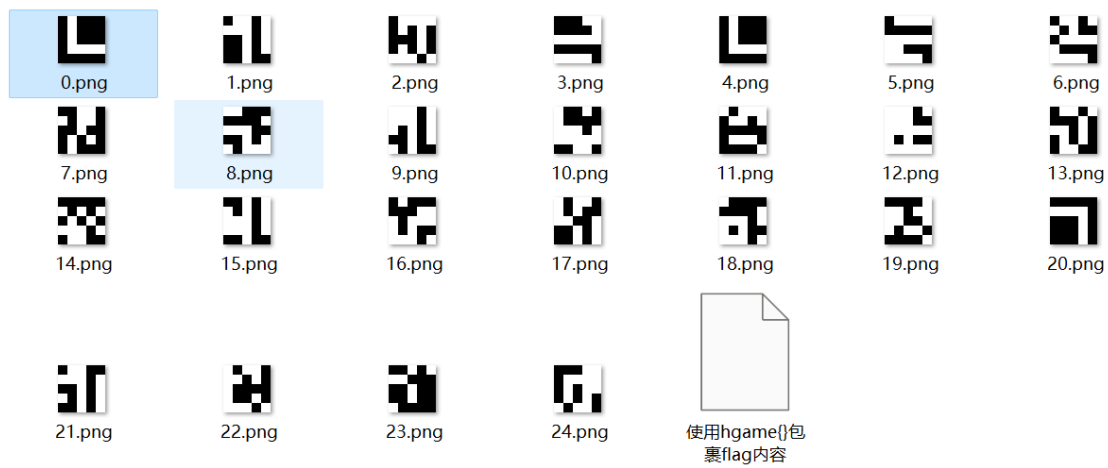 0.png 1.png 2.png 3.png 4.png 5.png 6.png
7.png 8.png 9.png 10.png 11.png 12.png 13.png
14.png 15.png 16.png 17.png 18.png 19.png 20.png
21.png 22.png 23.png 24.png 使用hgame{}包
裹flag内容